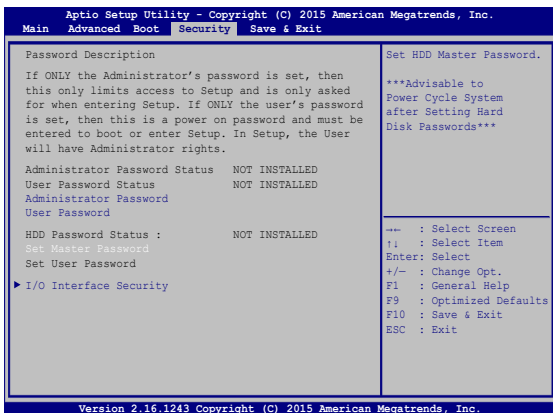 Aptio Setup Utility - Copyright (C) 2015 American Megatrends, Inc.
Main Advanced Boot Security Save & Exit
Password Description
If ONLY the Administrator's password is set, then
this only limits access to Setup and is only asked
for when entering Setup. If ONLY the user's password
is set, then this is a power on password and must be
entered to boot or enter Setup. In Setup, the User
will have Administrator rights.
Administrator Password Status NOT INSTALLED
User Password Status NOT INSTALLED
Administrator Password
User Password
HDD Password Status : NOT INSTALLED
Set Master Password
Set User Password
▶ I/O Interface Security
Set HDD Master Password.
***Advisable to
Power Cycle System
after Setting Hard
Disk Passwords***
→← : Select Screen
↑↓ : Select Item
Enter: Select
+/— : Change Opt.
F1 : General Help
F9 : Optimized Defaults
F10 : Save & Exit
ESC : Exit
Version 2.16.1243 Copyright (C) 2015 American Megatrends, Inc.